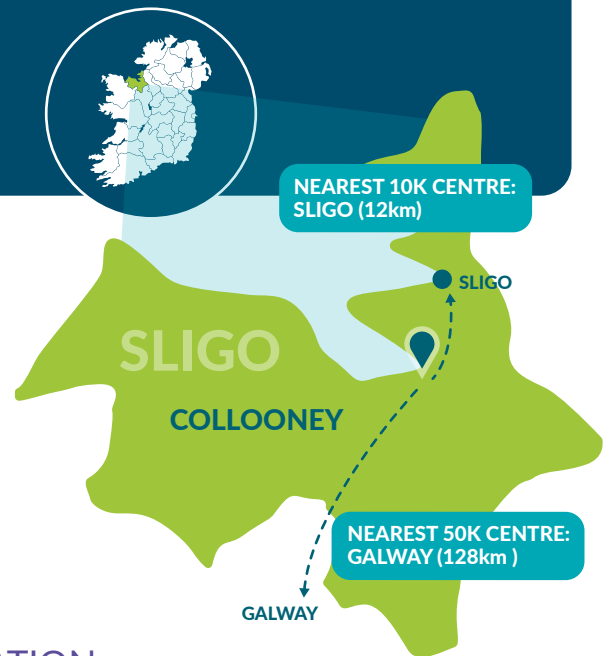 NEAREST 10K CENTRE:
SLIGO (12km)
SLIGO
SLIGO
COLLOONEY
NEAREST 50K CENTRE:
GALWAY (128km )
GALWAY